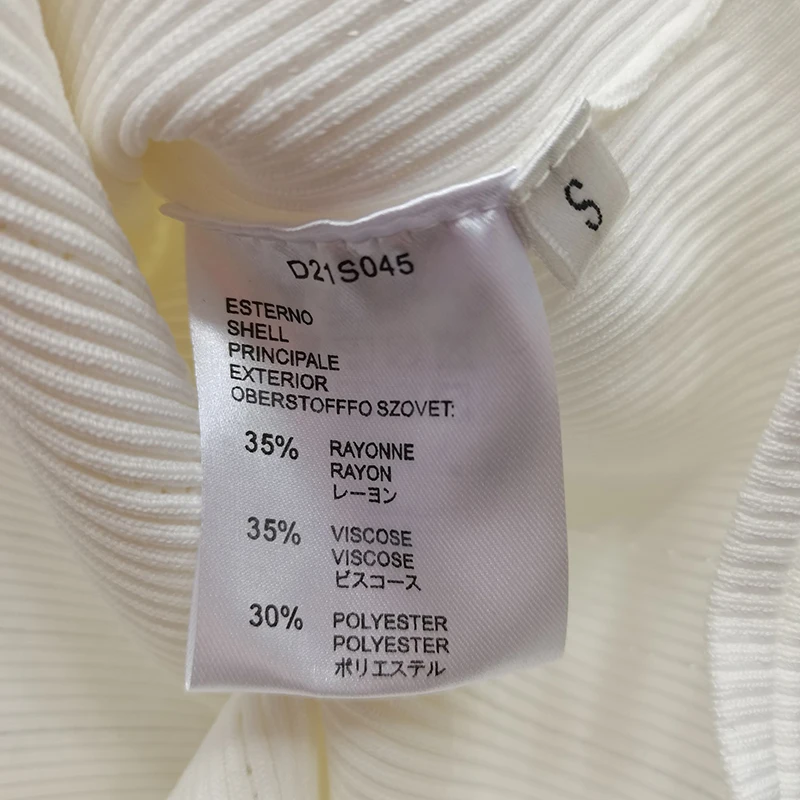 S
D21S045
ESTERNO
SHELL
PRINCIPALE
EXTERIOR
OBERSTOFFFO SZOVET:
35% RAYONNE
RAYON
レーヨン
35% VISCOSE
VISCOSE
ビスコース
30% POLYESTER
POLYESTER
ポリエステル